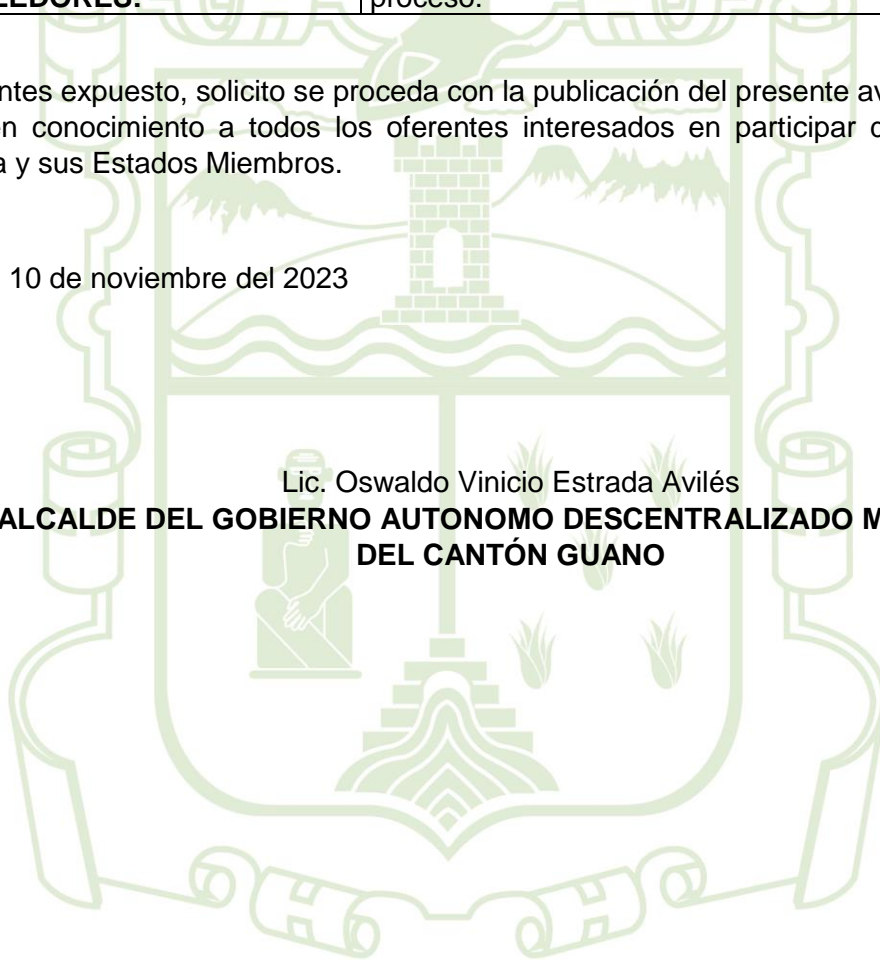 EEDORES: proceso.
ntes expuesto, solicito se proceda con la publicación del presente av
en conocimiento a todos los oferentes interesados en participar
a y sus Estados Miembros.
10 de noviembre del 2023
Lic. Oswaldo Vinicio Estrada Avilés
ALCALDE DEL GOBIERNO AUTONOMO DESCENTRALIZADO M
DEL CANTÓN GUANO